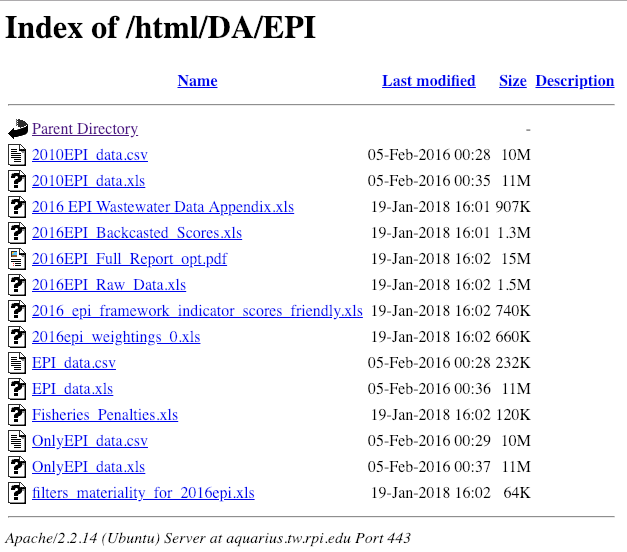 Index of /html/DA/EPI
Name Last modified Size Description
Parent Directory -
2010EPI_data.csv 05-Feb-2016 00:28 10M
2010EPI_data.xls 05-Feb-2016 00:35 11M
2016 EPI Wastewater Data Appendix.xls 19-Jan-2018 16:01 907K
2016EPI_Backcasted_Scores.xls 19-Jan-2018 16:01 1.3M
2016EPI_Full_Report_opt.pdf 19-Jan-2018 16:02 15M
2016EPI_Raw_Data.xls 19-Jan-2018 16:02 1.5M
2016_epi_framework_indicator_scores_friendly.xls 19-Jan-2018 16:02 740K
2016epi_weightings_0.xls 19-Jan-2018 16:02 660K
EPI_data.csv 05-Feb-2016 00:28 232K
EPI_data.xls 05-Feb-2016 00:36 11M
Fisheries_Penalties.xls 19-Jan-2018 16:02 120K
OnlyEPI_data.csv 05-Feb-2016 00:29 10M
OnlyEPI_data.xls 05-Feb-2016 00:37 11M
filters_materiality_for_2016epi.xls 19-Jan-2018 16:02 64K
Apache/2.2.14 (Ubuntu) Server at aquarius.tw.rpi.edu Port 443